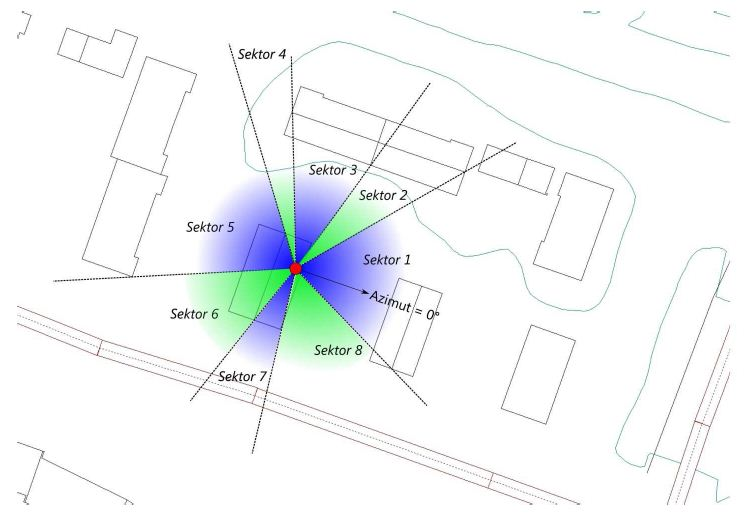 Sektor 4
Sektor 3
Sektor 2
Sektor 5
Sektor 1
Azimut = 0°
Sektor 6
Sektor 8
Sektor 7